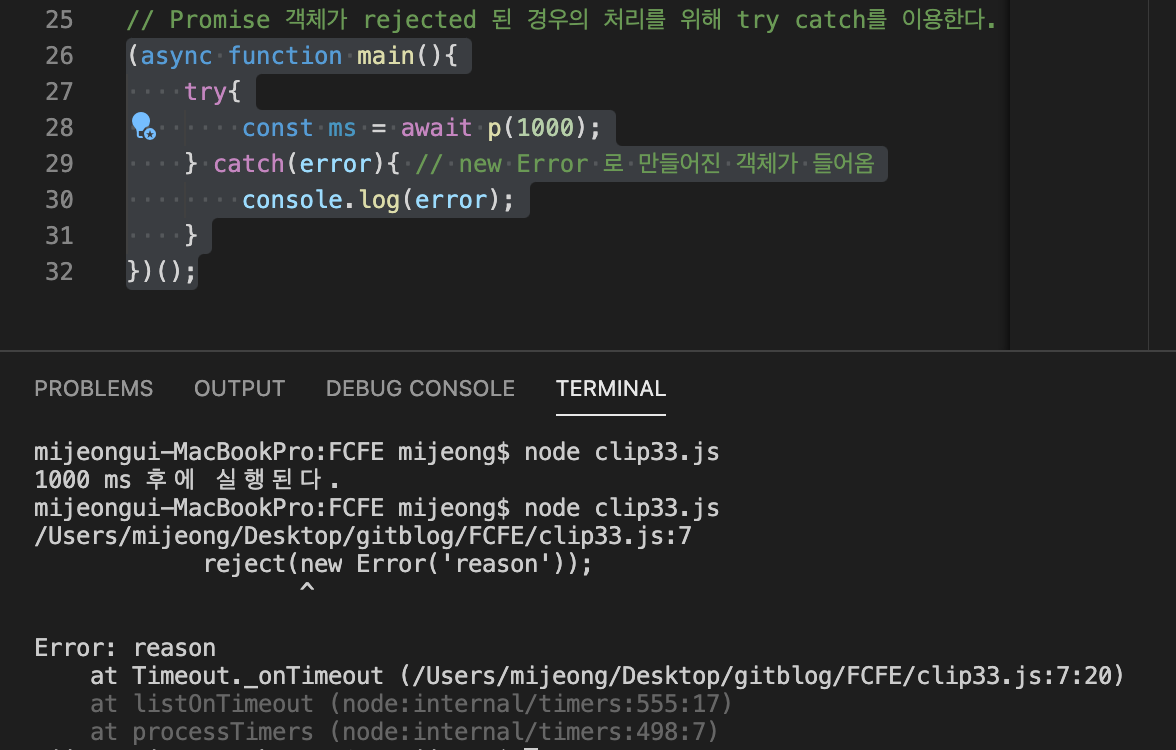 25 // Promise 객체가 rejected 된 경우의 처리를 위해 try catch를 이용한다.
26 (async function main(){
27     try{
28         const ms = await p(1000);
29     } catch(error){ // new Error 로 만들어진 객체가 들어옴
30         console.log(error);
31     }
32 })();
PROBLEMS OUTPUT DEBUG CONSOLE TERMINAL
mijeongui-MacBookPro:FCFE mijeong$ node clip33.js
1000 ms 후에 실행된다.
mijeongui-MacBookPro:FCFE mijeong$ node clip33.js
/Users/mijeong/Desktop/gitblog/FCFE/clip33.js:7
            reject(new Error('reason'));
                   ^
Error: reason
    at Timeout._onTimeout (/Users/mijeong/Desktop/gitblog/FCFE/clip33.js:7:20)
    at listOnTimeout (node:internal/timers:555:17)
    at processTimers (node:internal/timers:498:7)